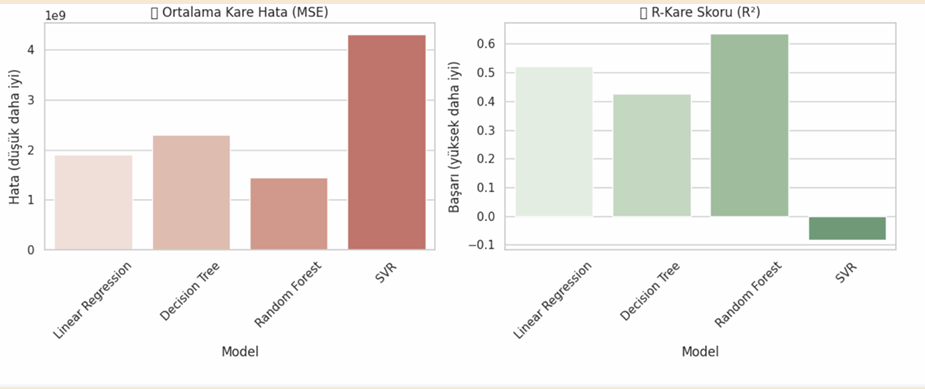 Ortalama Kare Hata (MSE)
1e9
Hata (düşük daha iyi)
4
3
2
1
0
Linear Regression
Decision Tree
Random Forest
SVR
Model
R-Kare Skoru (R²)
Başarı (yüksek daha iyi)
0.6
0.5
0.4
0.3
0.2
0.1
0.0
−0.1
Linear Regression
Decision Tree
Random Forest
SVR
Model